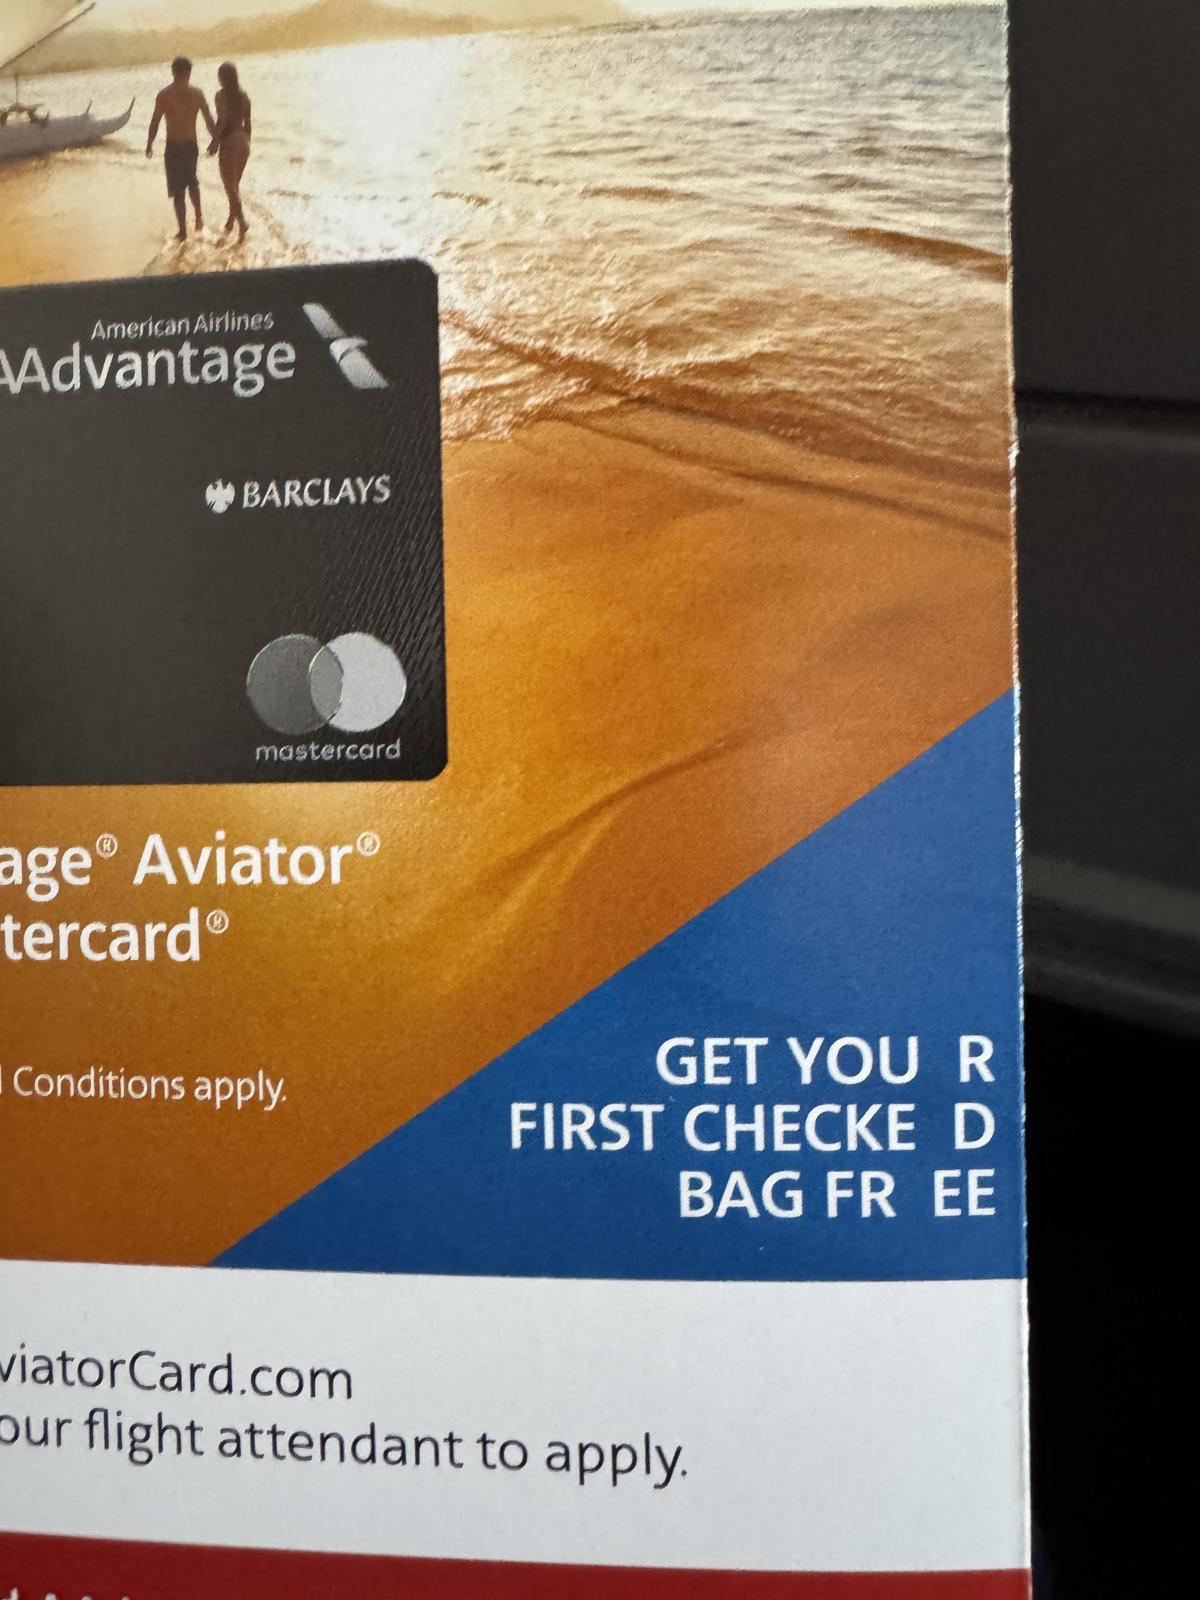 American Airlines
AAdvantage
BARCLAYS
mastercard
age® Aviator®
tercard®
Conditions apply.
GET YOU R
FIRST CHECKE D
BAG FR EE
viatorCard.com
our flight attendant to apply.